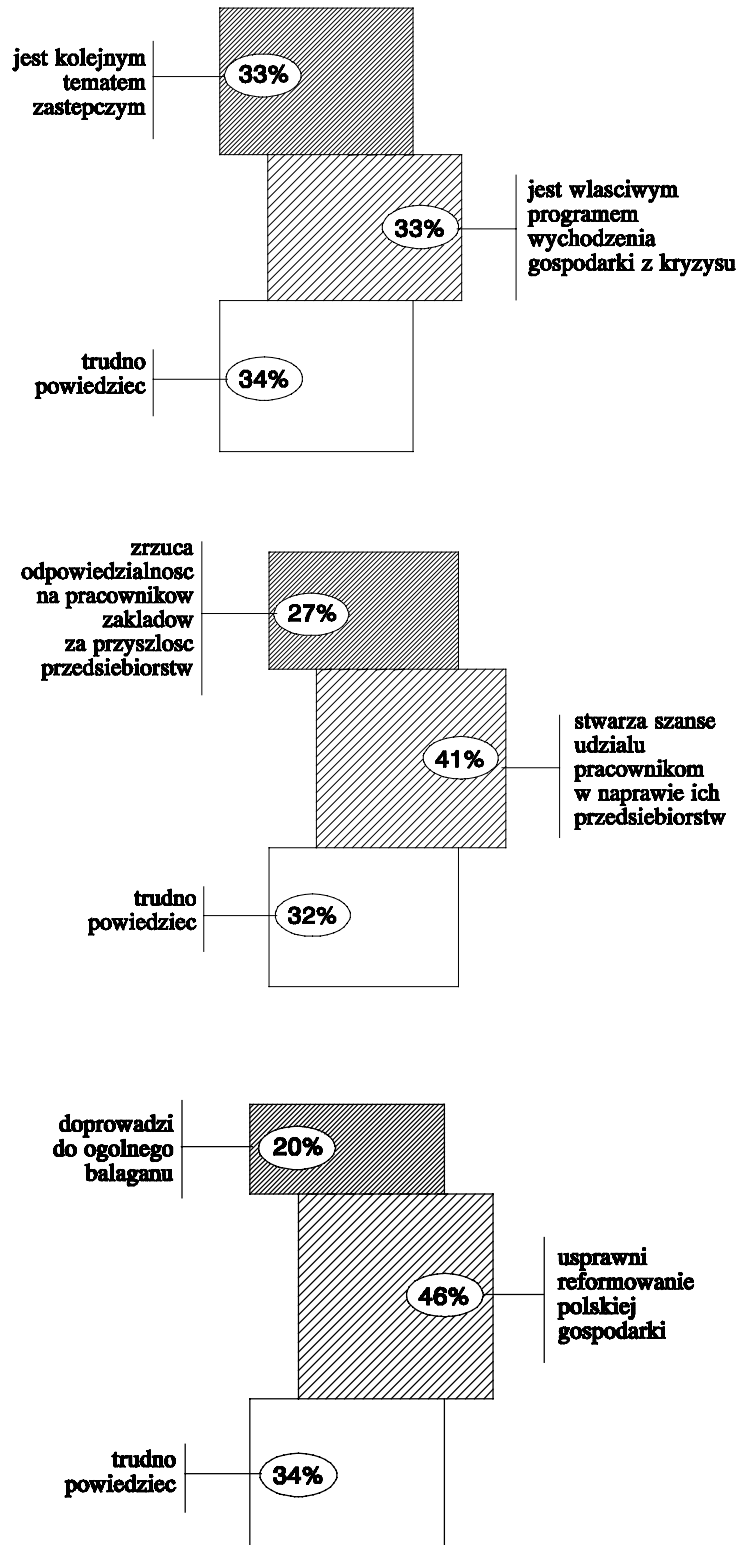 jest kolejnym
tematem
zastepczym
33%
33%
jest wlasciwym
programem
wychodzenia
gospodarki z kryzysu
trudno
powiedziec
34%
zrzuca
odpowiedzialnosc
na pracownikow
zakladow
za przyszlosc
przedsiebiorstw
27%
41%
stwarza szanse
udzialu
pracownikom
w naprawie ich
przedsiebiorstw
trudno
powiedziec
32%
doprowadzi
do ogolnego
balaganu
20%
46%
usprawni
reformowanie
polskiej
gospodarki
trudno
powiedziec
34%